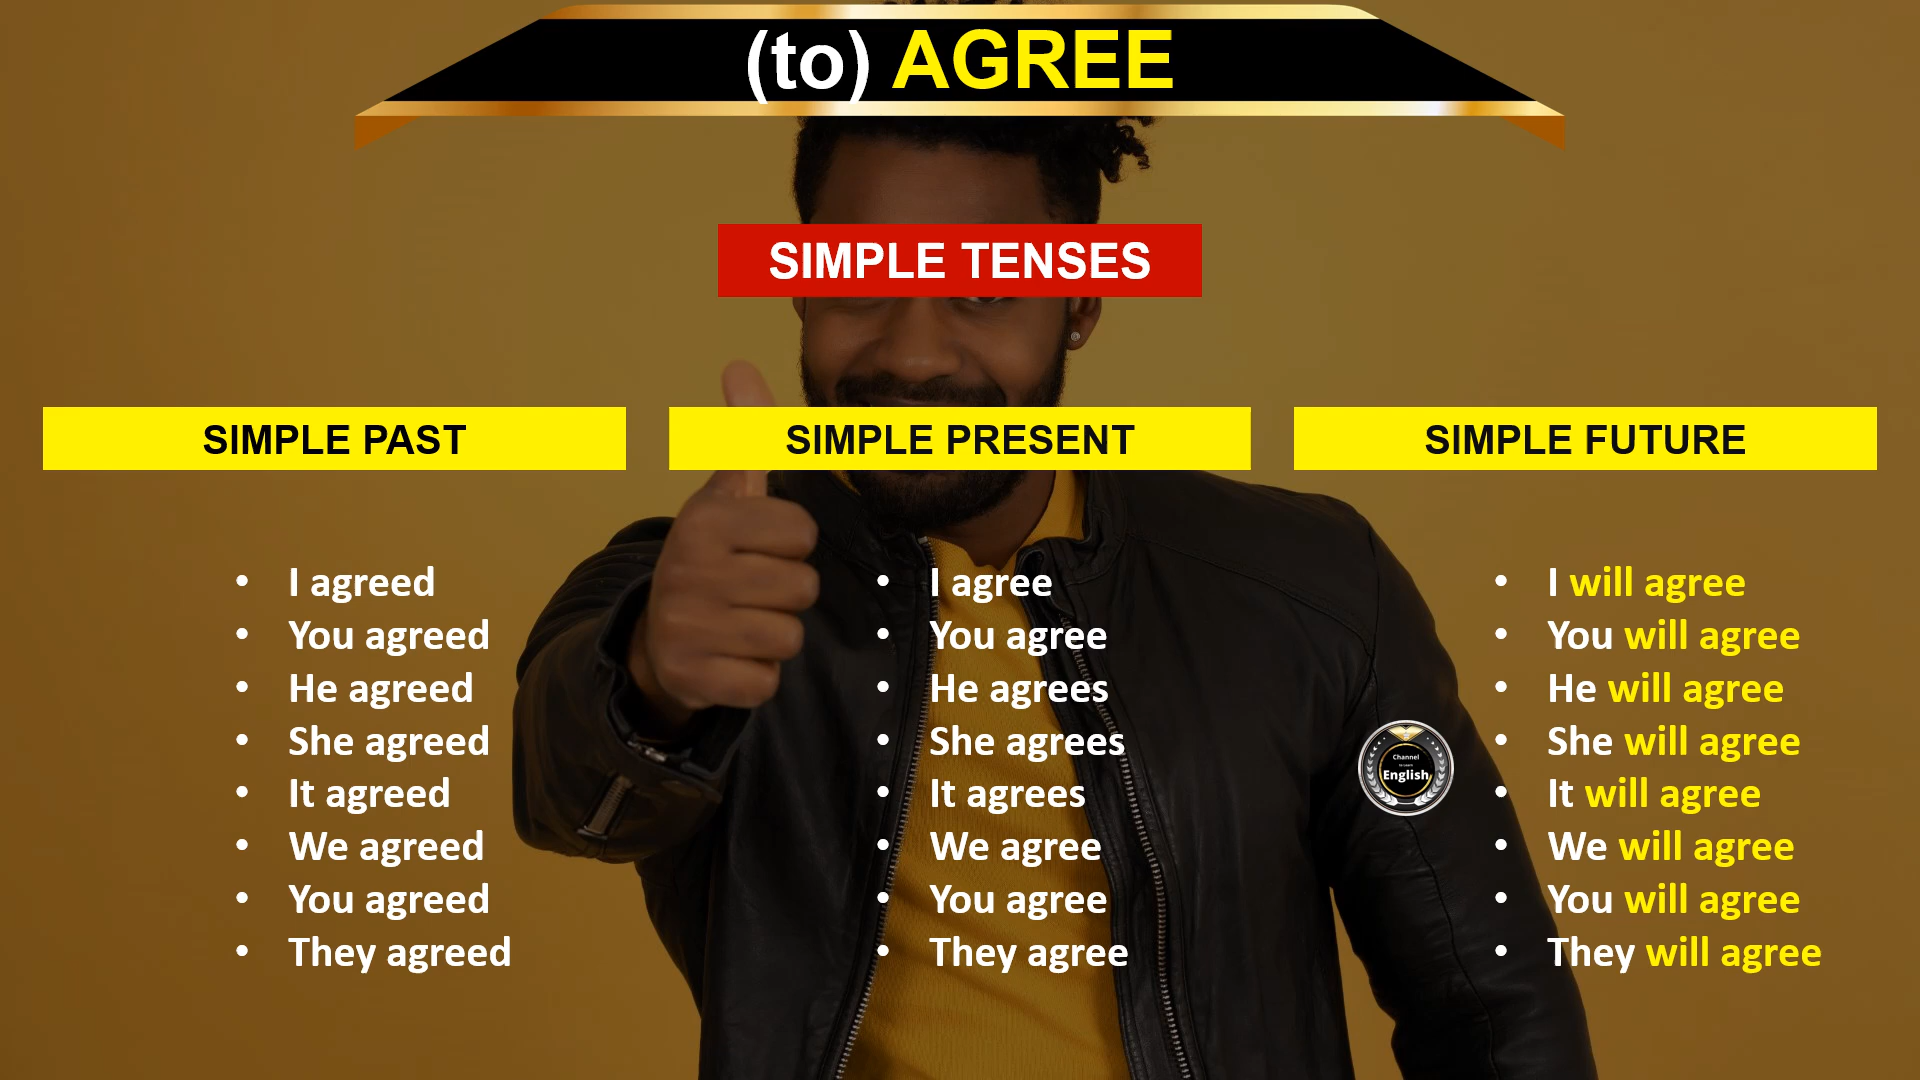 (to) AGREE
SIMPLE TENSES
SIMPLE PAST
• I agreed
• You agreed
• He agreed
• She agreed
• It agreed
• We agreed
• You agreed
• They agreed
SIMPLE PRESENT
• I agree
• You agree
• He agrees
• She agrees
• It agrees
• We agree
• You agree
• They agree
SIMPLE FUTURE
• I will agree
• You will agree
• He will agree
• She will agree
• It will agree
• We will agree
• You will agree
• They will agree
Channel
to Learn
English